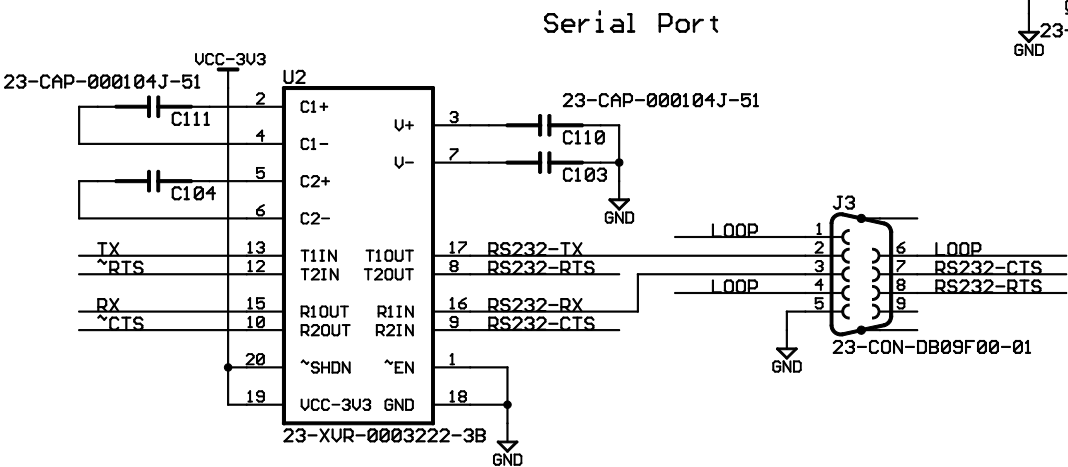 Serial Port
23-
GND
VCC-3V3
23-CAP-000104J-51
C111
C104
U2
2 C1+
4 C1-
5 C2+
6 C2-
TX 13 T1IN
~RTS 12 T2IN
RX 15 R1OUT
~CTS 10 R2OUT
20 ~SHDN
19 VCC-3V3
V+ 3
V- 7
T1OUT 17 RS232-TX
T2OUT 8 RS232-RTS
R1IN 16 RS232-RX
R2IN 9 RS232-CTS
~EN 1
GND 18
23-XVR-0003222-3B
GND
23-CAP-000104J-51
C110
C103
GND
J3
LOOP 1
2
3
LOOP 4
5
6 LOOP
7 RS232-CTS
8 RS232-RTS
9
GND
23-CON-DB09F00-01